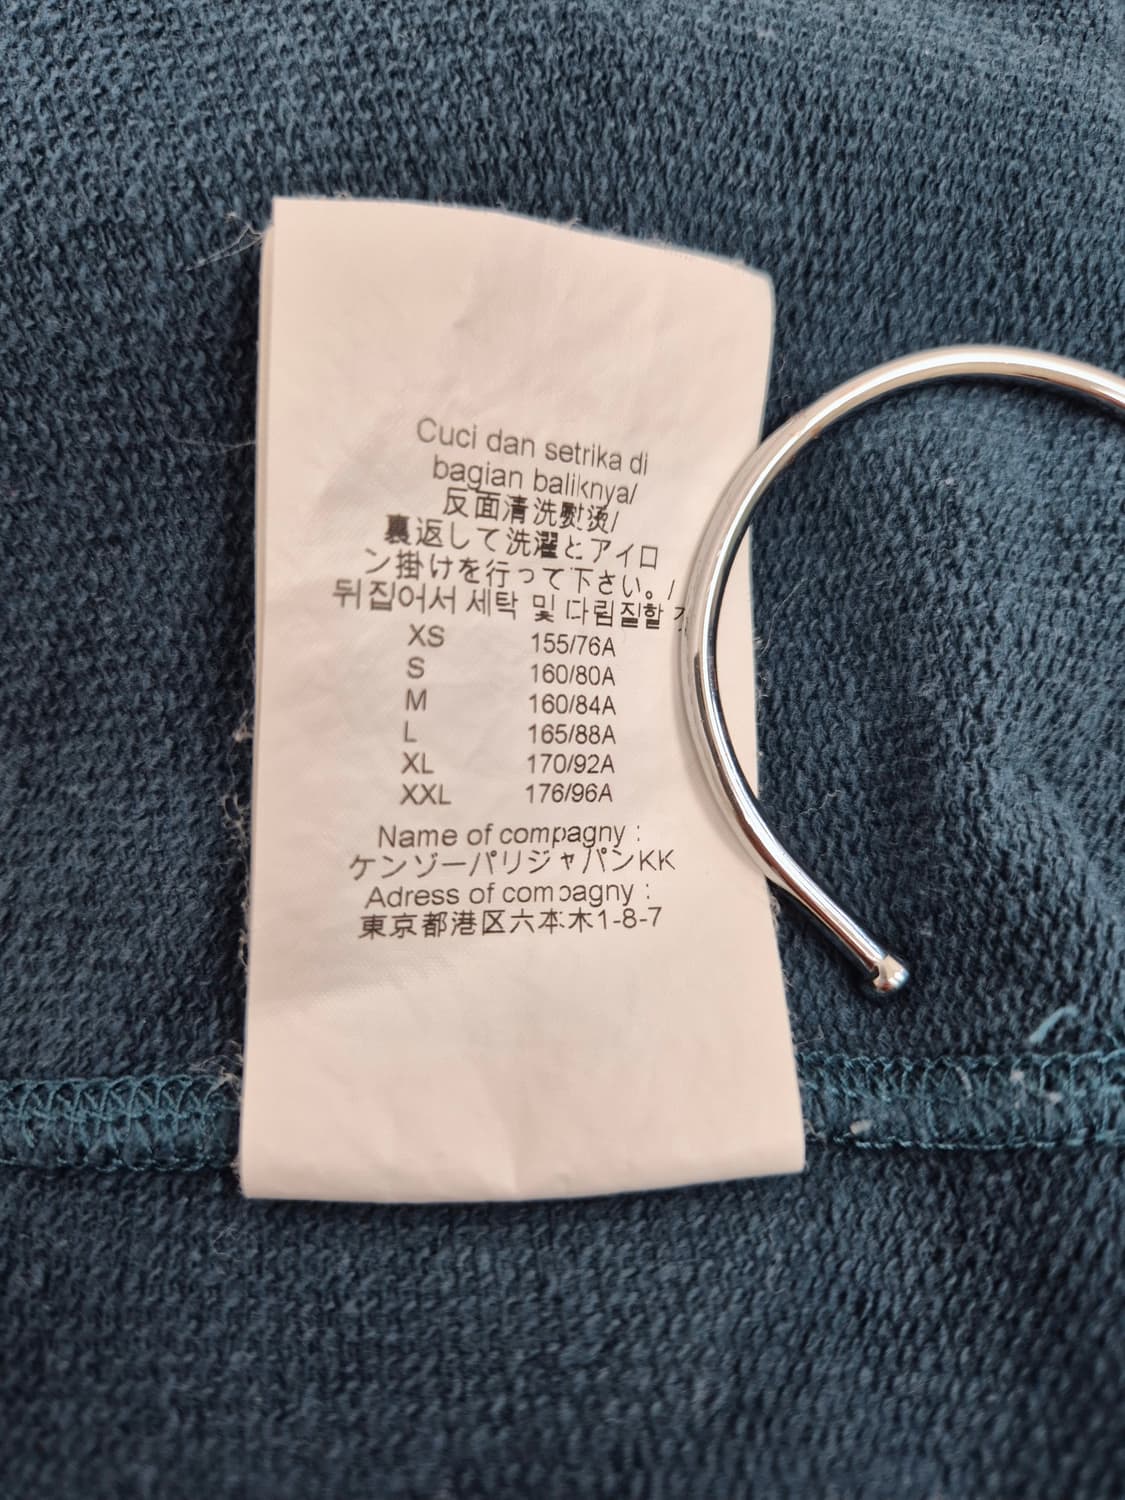 Cuci dan setrika di
bagian baliknya/
反面清洗熨烫/
裏返して洗濯とアイロ
ン掛けを行って下さい。/
뒤집어서 세탁 및 다림질할
XS 155/76A
S 160/80A
M 160/84A
L 165/88A
XL 170/92A
XXL 176/96A
Name of compagny :
ケンゾーパリジャパンKK
Adress of compagny :
東京都港区六本木1-8-7